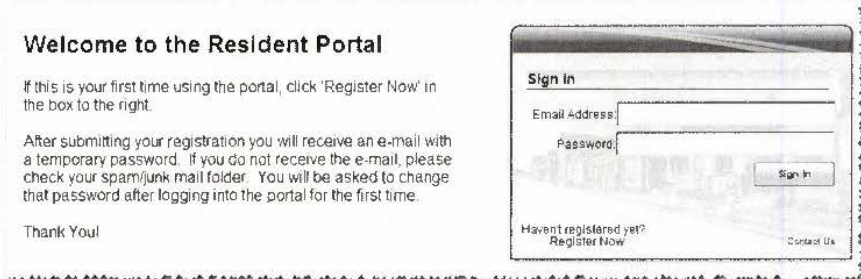 Welcome to the Resident Portal
If this is your first time using the portal, click 'Register Now' in
the box to the right.
After submitting your registration you will receive an e-mail with
a temporary password. If you do not receive the e-mail, please
check your spam/junk mail folder. You will be asked to change
that password after logging into the portal for the first time.
Thank You!
Sign In
Email Address:
Password:
Sign In
Haven't registered yet?
Register Now
Contact Us